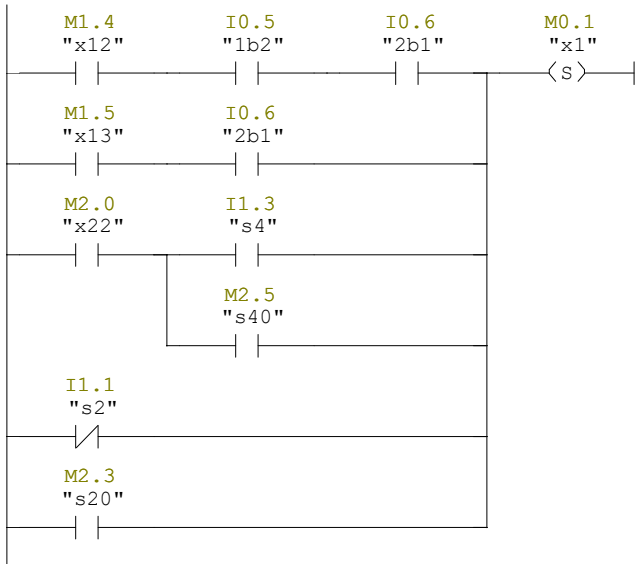 M1.4 I0.5 I0.6 M0.1
"x12" "1b2" "2b1" "x1"
S
M1.5 I0.6
"x13" "2b1"
M2.0 I1.3
"x22" "s4"
M2.5
"s40"
I1.1
"s2"
M2.3
"s20"